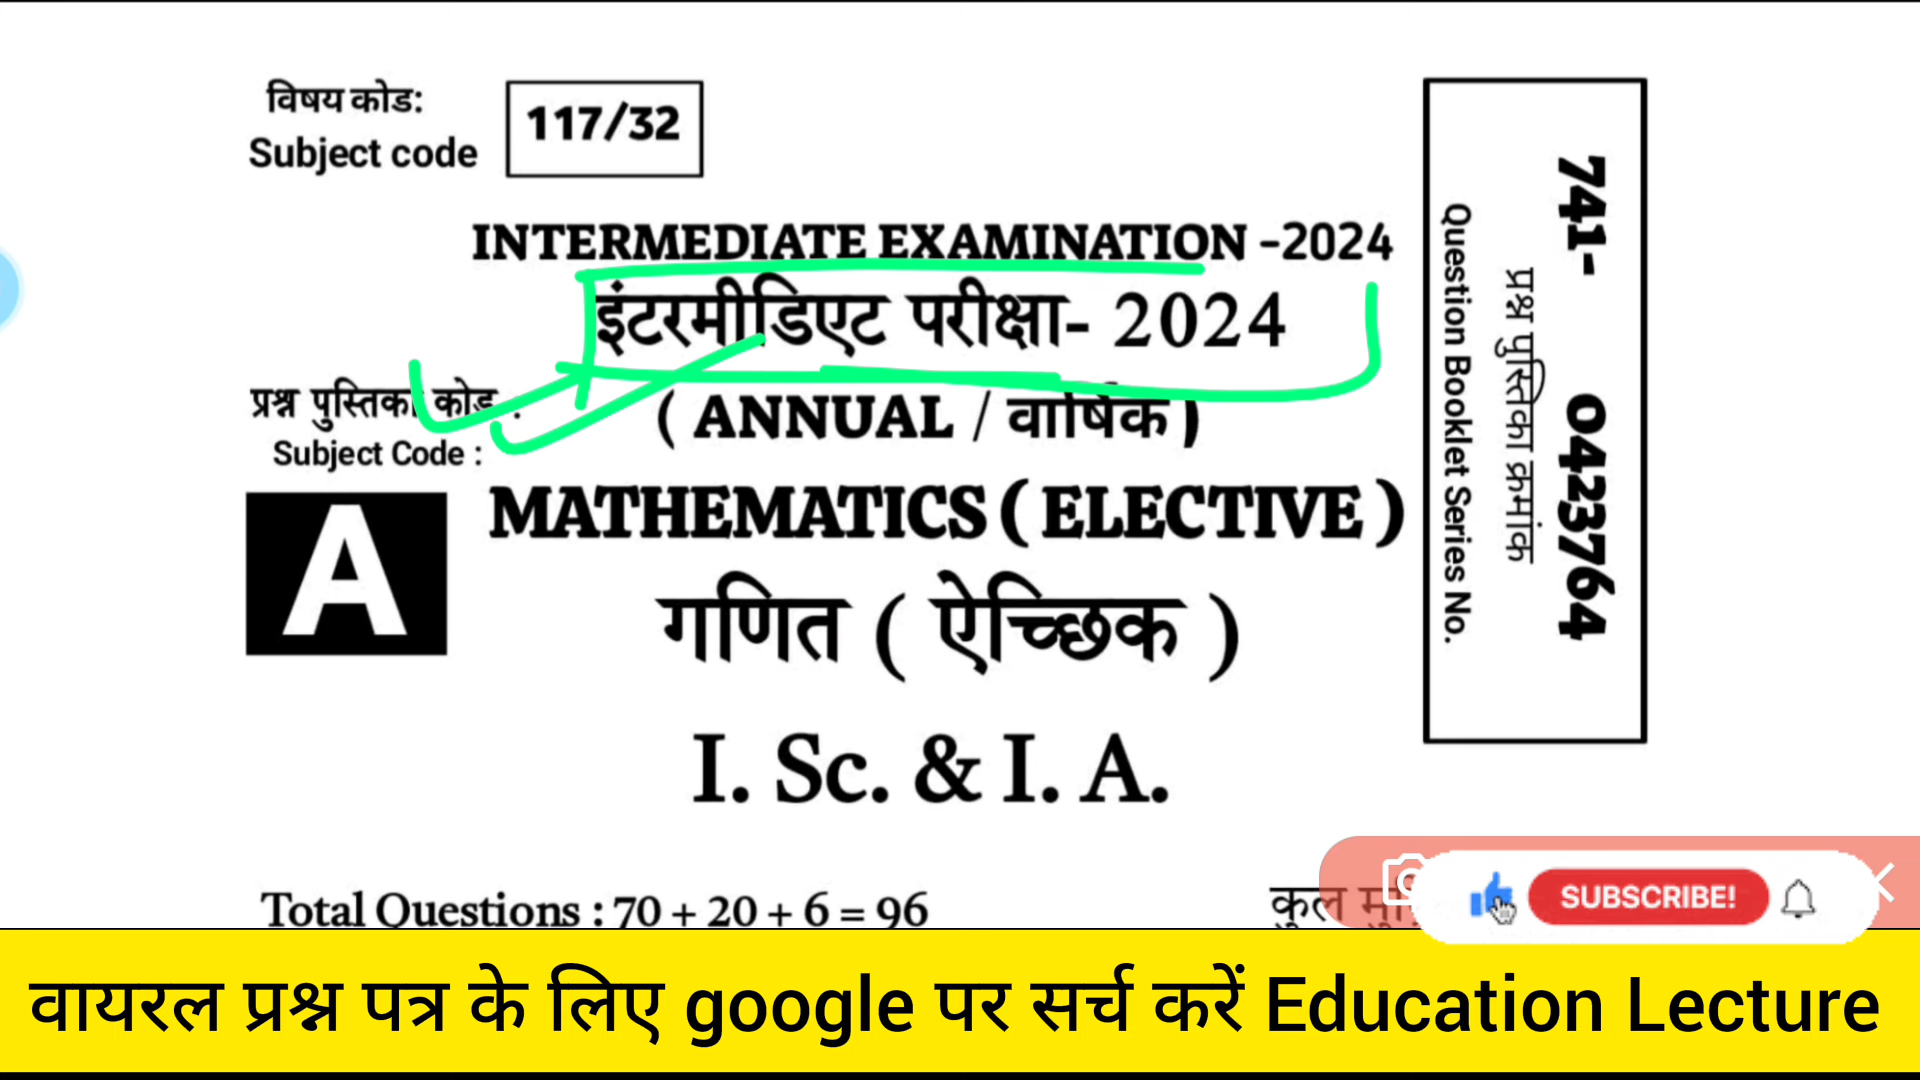 विषय कोड:
Subject code
117/32
INTERMEDIATE EXAMINATION -2024
इंटरमीडिएट परीक्षा- 2024
प्रश्न पुस्तिका कोड :
Subject Code :
( ANNUAL / वार्षिक )
A
MATHEMATICS ( ELECTIVE )
गणित ( ऐच्छिक )
I. Sc. & I. A.
741- 0423764
प्रश्न पुस्तिका क्रमांक
Question Booklet Series No.
Total Questions : 70 + 20 + 6 = 96
कुल
SUBSCRIBE!
वायरल प्रश्न पत्र के लिए google पर सर्च करें Education Lecture